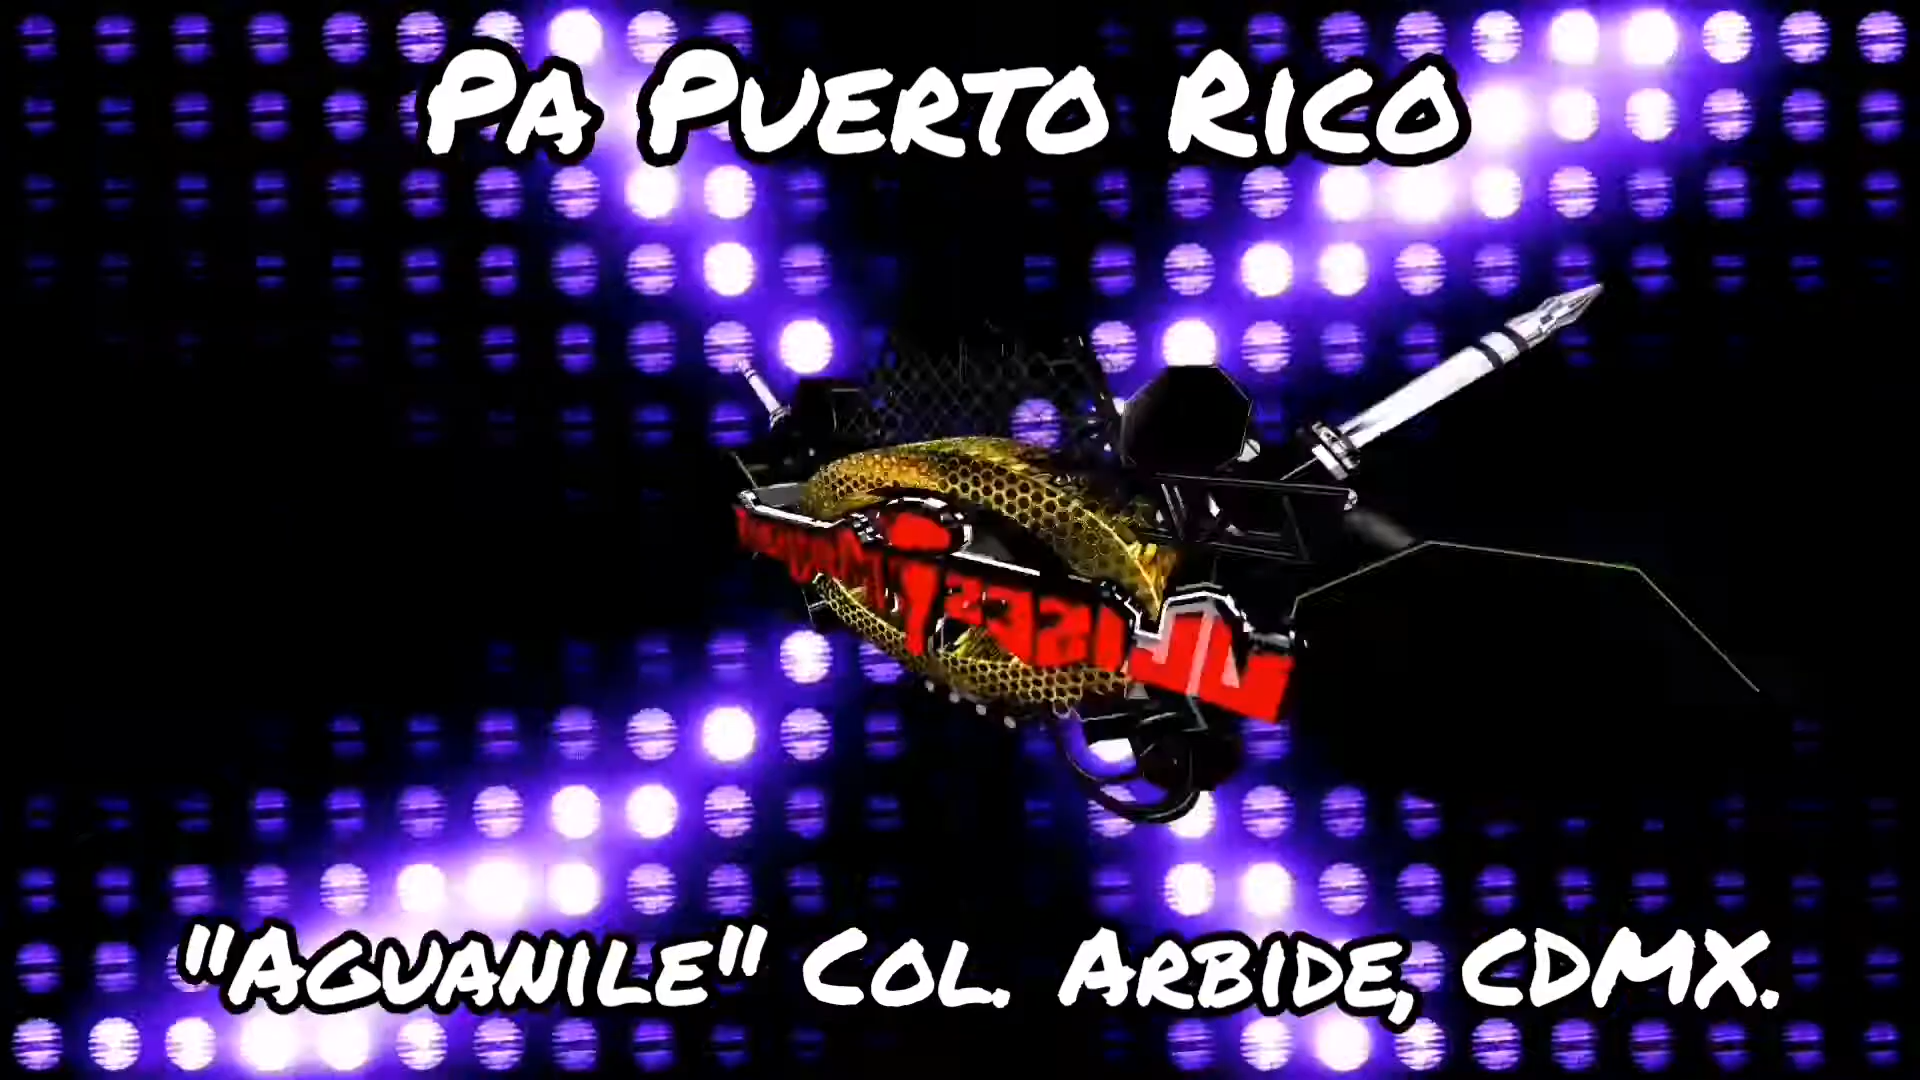 Pa Puerto Rico
"Aguanile" Col. Arbide, CDMX.